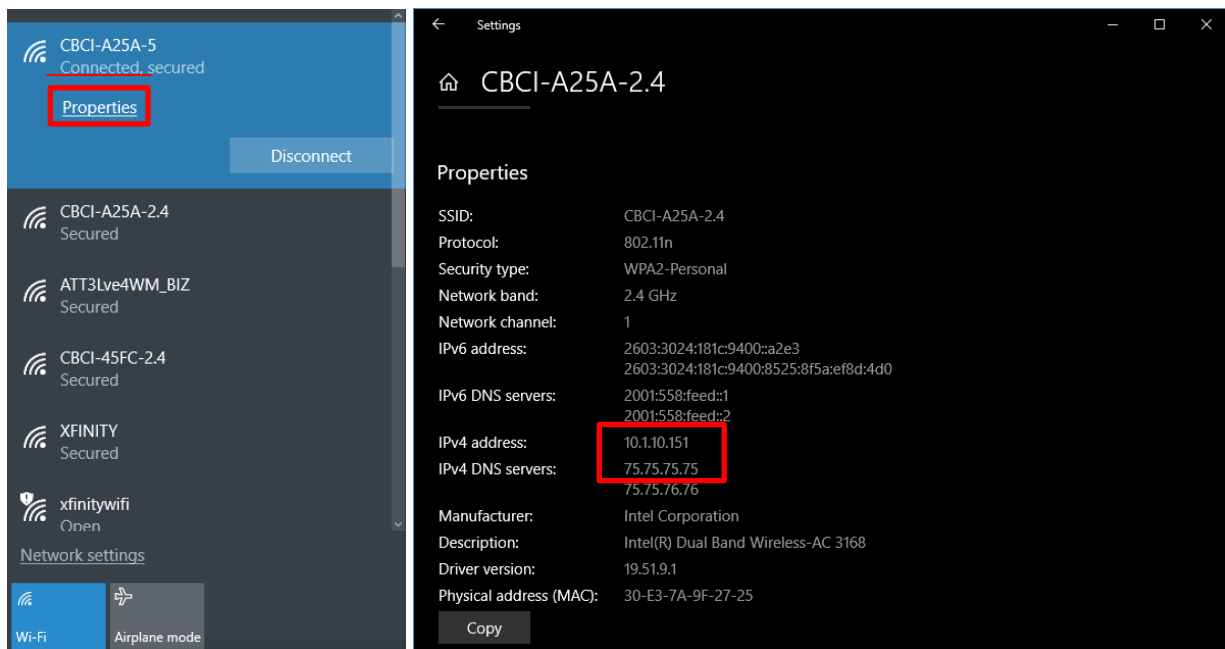 CBCI-A25A-5
Connected, secured
Properties
Disconnect
CBCI-A25A-2.4
Secured
ATT3Lve4WM_BIZ
Secured
CBCI-45FC-2.4
Secured
XFINITY
Secured
xfinitywifi
Open
Network settings
Wi-Fi
Airplane mode
Settings
CBCI-A25A-2.4
Properties
SSID: CBCI-A25A-2.4
Protocol: 802.11n
Security type: WPA2-Personal
Network band: 2.4 GHz
Network channel: 1
IPv6 address: 2603:3024:181c:9400::a2e3
2603:3024:181c:9400:8525:8f5a:ef8d:4d0
IPv6 DNS servers: 2001:558:feed::1
2001:558:feed::2
IPv4 address: 10.1.10.151
IPv4 DNS servers: 75.75.75.75
75.75.76.76
Manufacturer: Intel Corporation
Description: Intel(R) Dual Band Wireless-AC 3168
Driver version: 19.51.9.1
Physical address (MAC): 30-E3-7A-9F-27-25
Copy